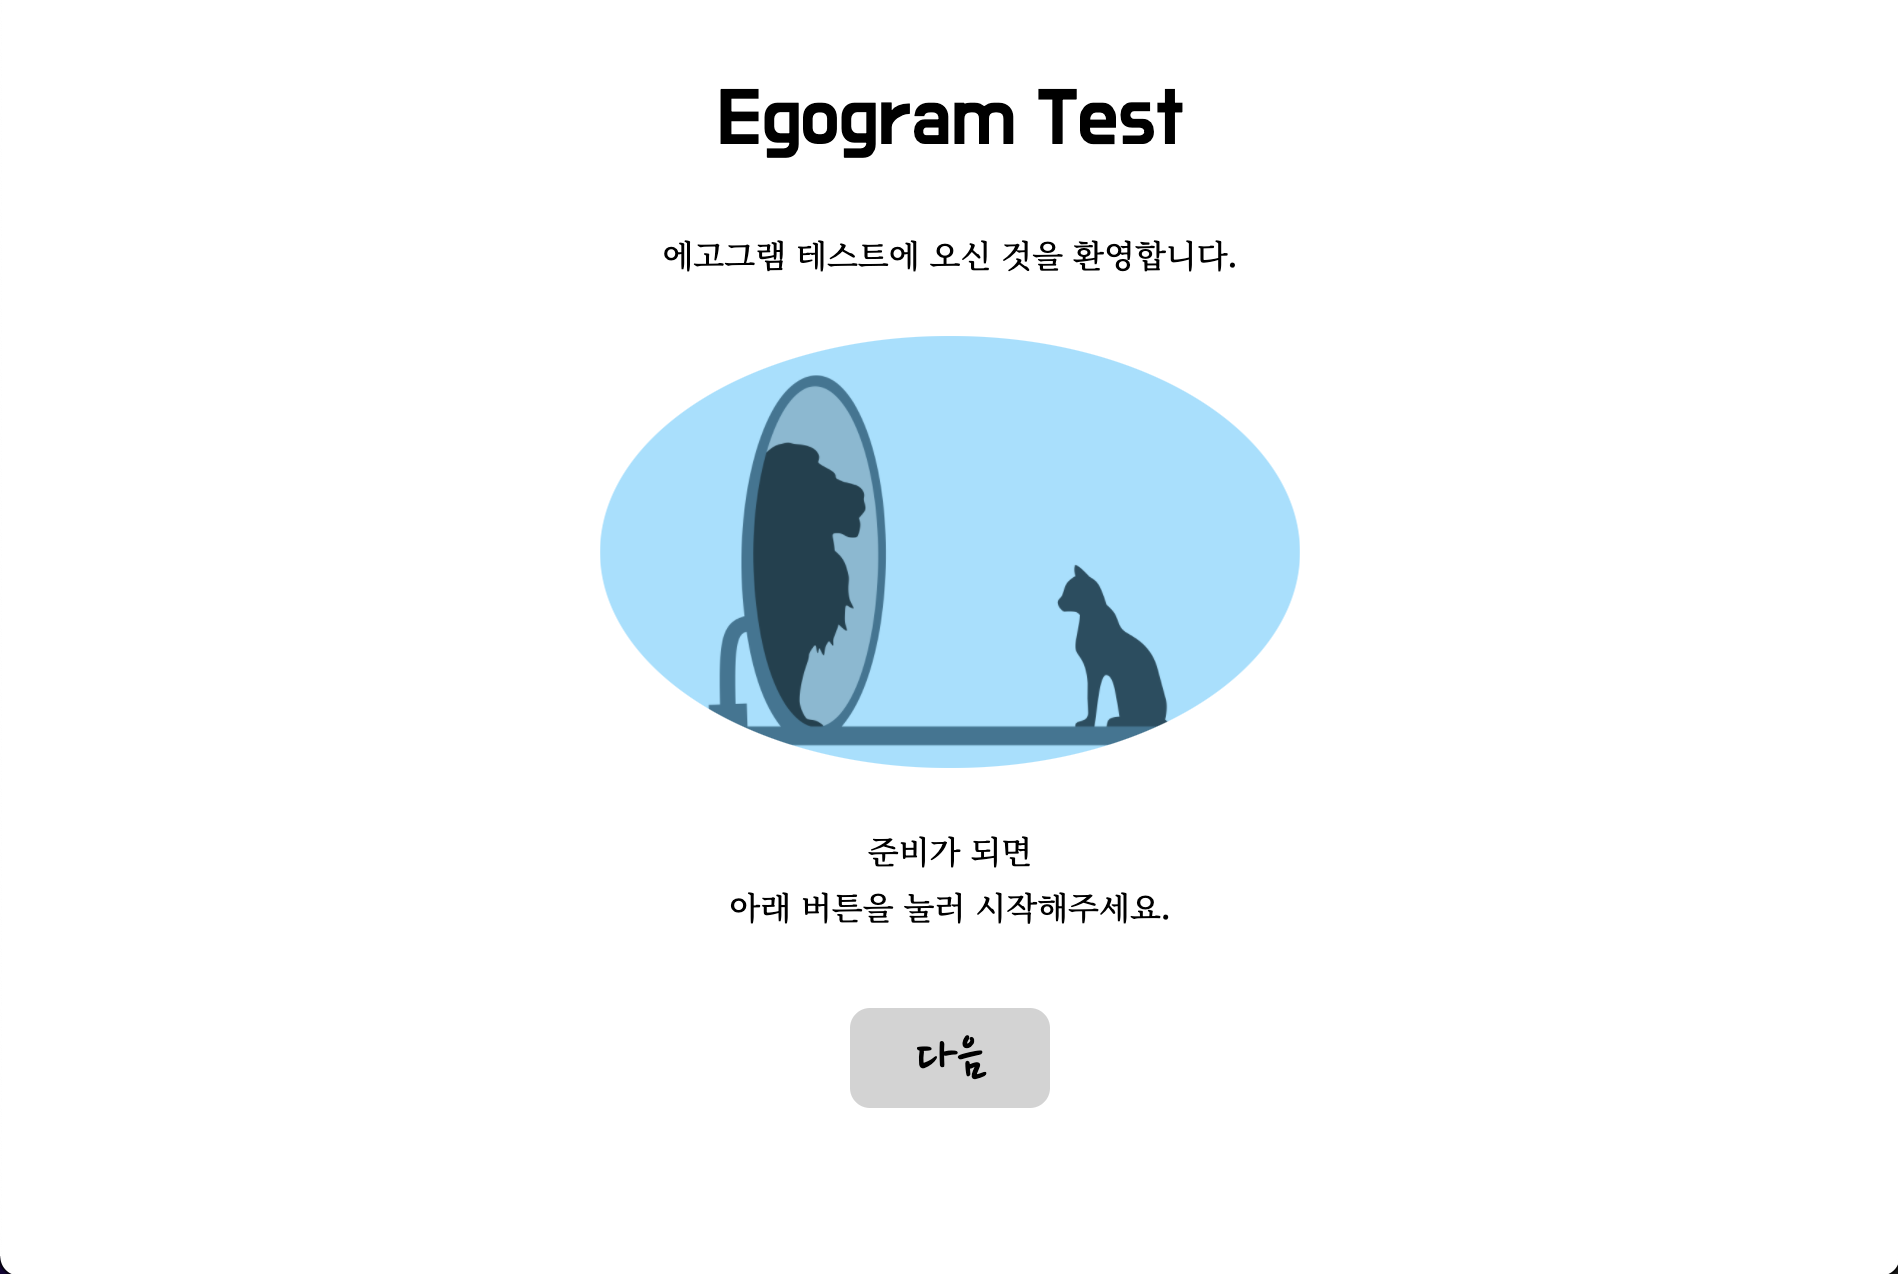 Egogram Test
에고그램 테스트에 오신 것을 환영합니다.
준비가 되면
아래 버튼을 눌러 시작해주세요.
다음